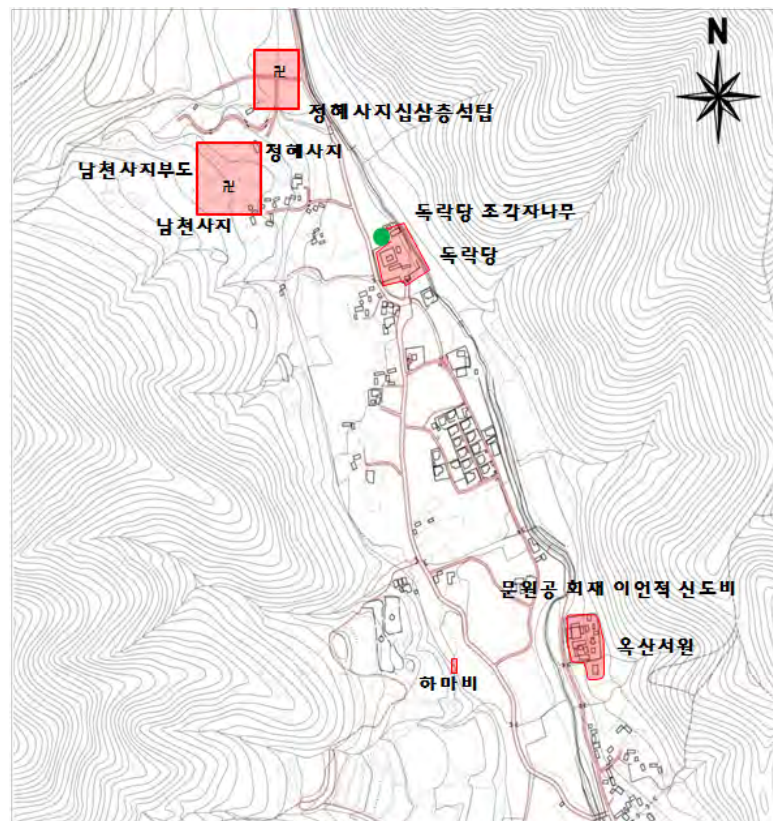 N
卍
정혜사지십삼층석탑
정혜사지
남천사지부도
卍
남천사지
독락당 조각자나무
독락당
문원공 회재 이언적 신도비
옥산서원
하마비